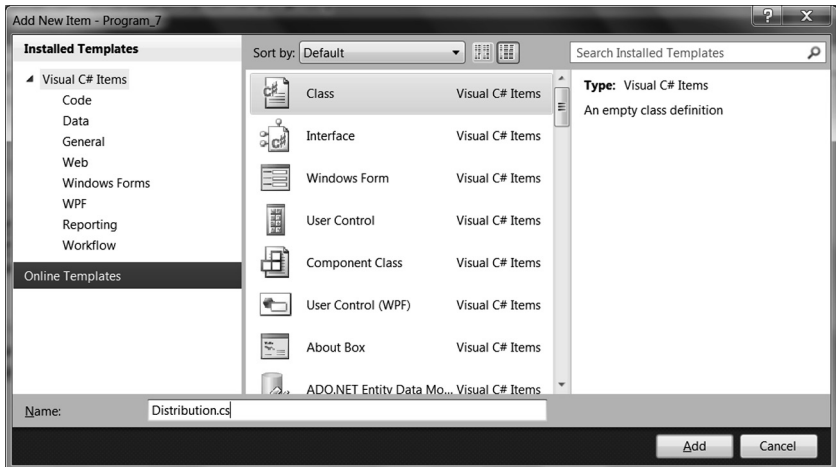 Add New Item - Program_7
? X
Installed Templates
Visual C# Items
Code
Data
General
Web
Windows Forms
WPF
Reporting
Workflow
Online Templates
Sort by: Default
Class Visual C# Items
Interface Visual C# Items
Windows Form Visual C# Items
User Control Visual C# Items
Component Class Visual C# Items
User Control (WPF) Visual C# Items
About Box Visual C# Items
ADO.NET Entity Data Mo... Visual C# Items
Search Installed Templates
Type: Visual C# Items
An empty class definition
Name: Distribution.cs
Add Cancel